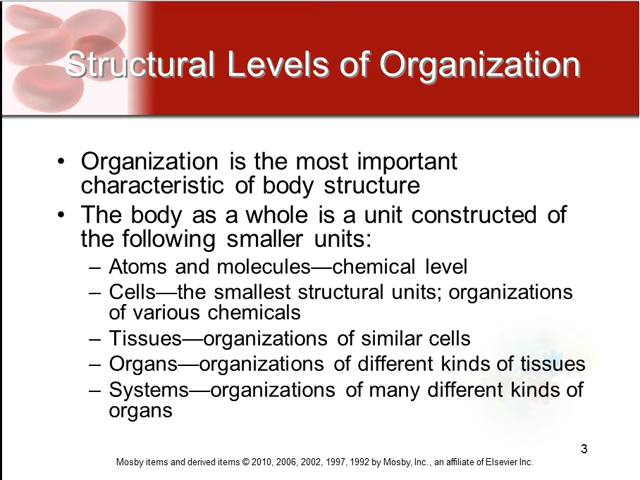 Structural Levels of Organization
• Organization is the most important
characteristic of body structure
• The body as a whole is a unit constructed of
the following smaller units:
– Atoms and molecules—chemical level
– Cells—the smallest structural units; organizations
of various chemicals
– Tissues—organizations of similar cells
– Organs—organizations of different kinds of tissues
– Systems—organizations of many different kinds of
organs
3
Mosby items and derived items © 2010, 2006, 2002, 1997, 1992 by Mosby, Inc., an affiliate of Elsevier Inc.